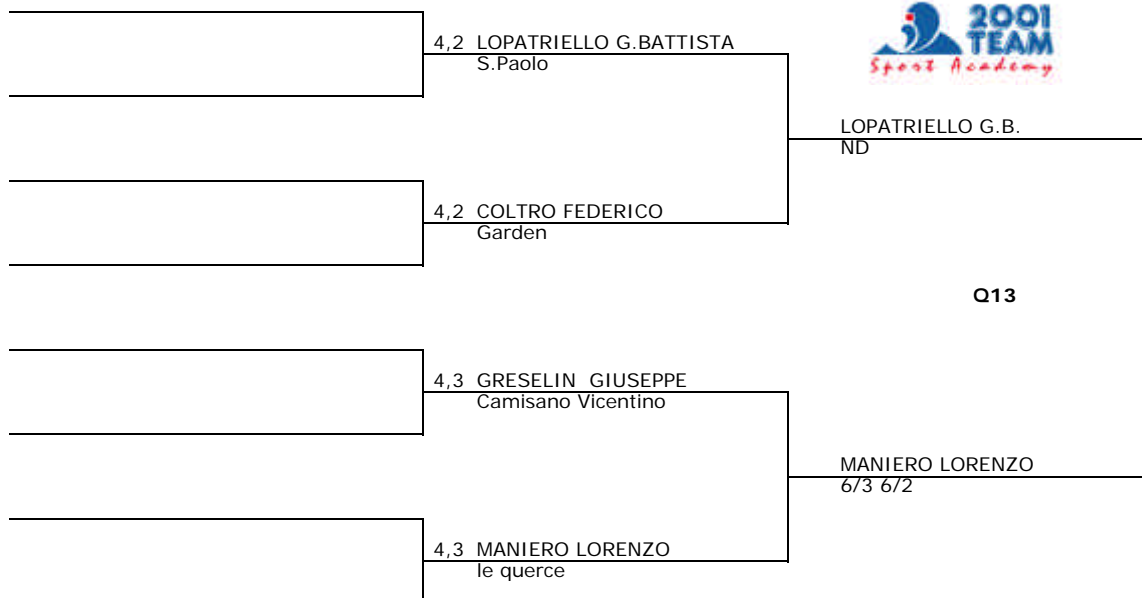 2001
TEAM
Sport Academy
4,2 LOPATRIELLO G.BATTISTA
S.Paolo
LOPATRIELLO G.B.
ND
4,2 COLTRO FEDERICO
Garden
Q13
4,3 GRESELIN GIUSEPPE
Camisano Vicentino
MANIERO LORENZO
6/3 6/2
4,3 MANIERO LORENZO
le querce